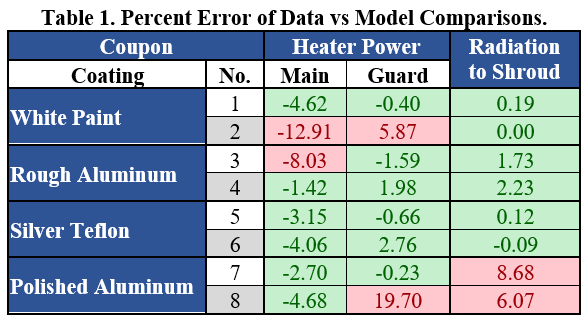 Table 1. Percent Error of Data vs Model Comparisons.
Coupon Heater Power Radiation to Shroud
Coating No. Main Guard
White Paint 1 -4.62 -0.40 0.19
2 -12.91 5.87 0.00
Rough Aluminum 3 -8.03 -1.59 1.73
4 -1.42 1.98 2.23
Silver Teflon 5 -3.15 -0.66 0.12
6 -4.06 2.76 -0.09
Polished Aluminum 7 -2.70 -0.23 8.68
8 -4.68 19.70 6.07